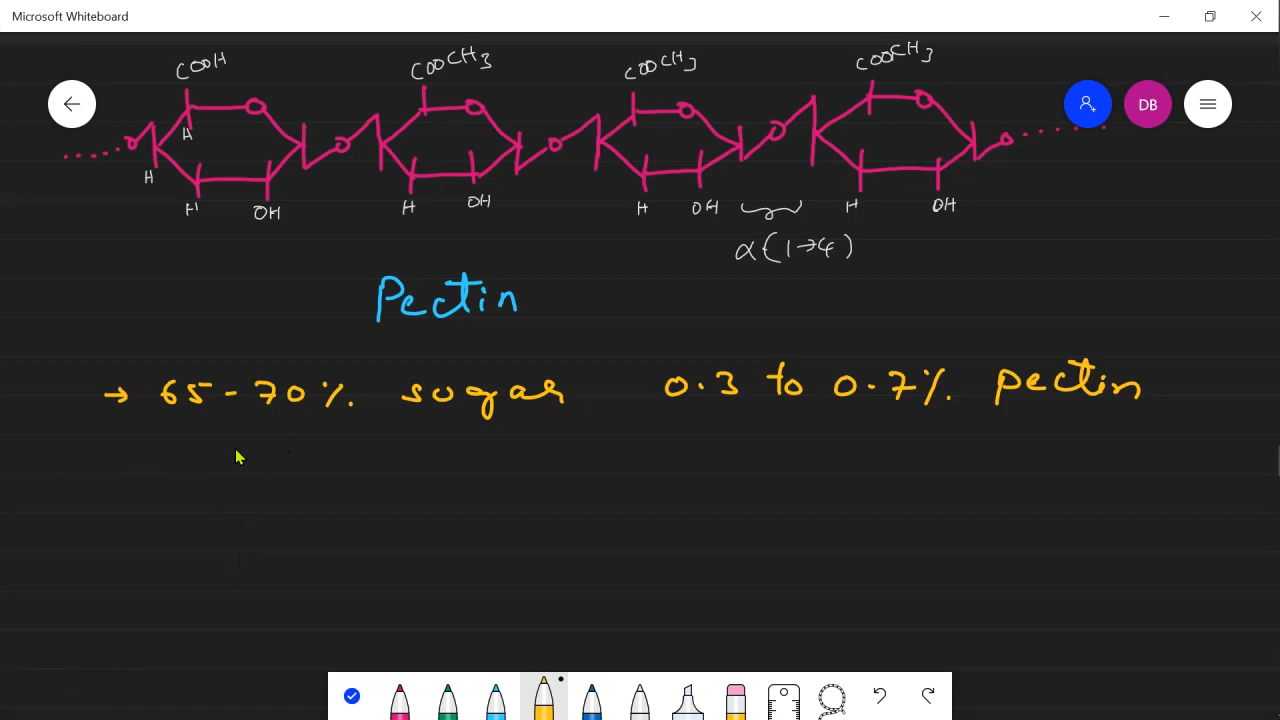 Microsoft Whiteboard
COOH COOCH3 COOCH3 COOCH3
O O O O
DB
O O O O O
H
H
H OH H OH H OH H OH
α(1→4)
Pectin
→ 65-70% sugar 0.3 to 0.7% pectin